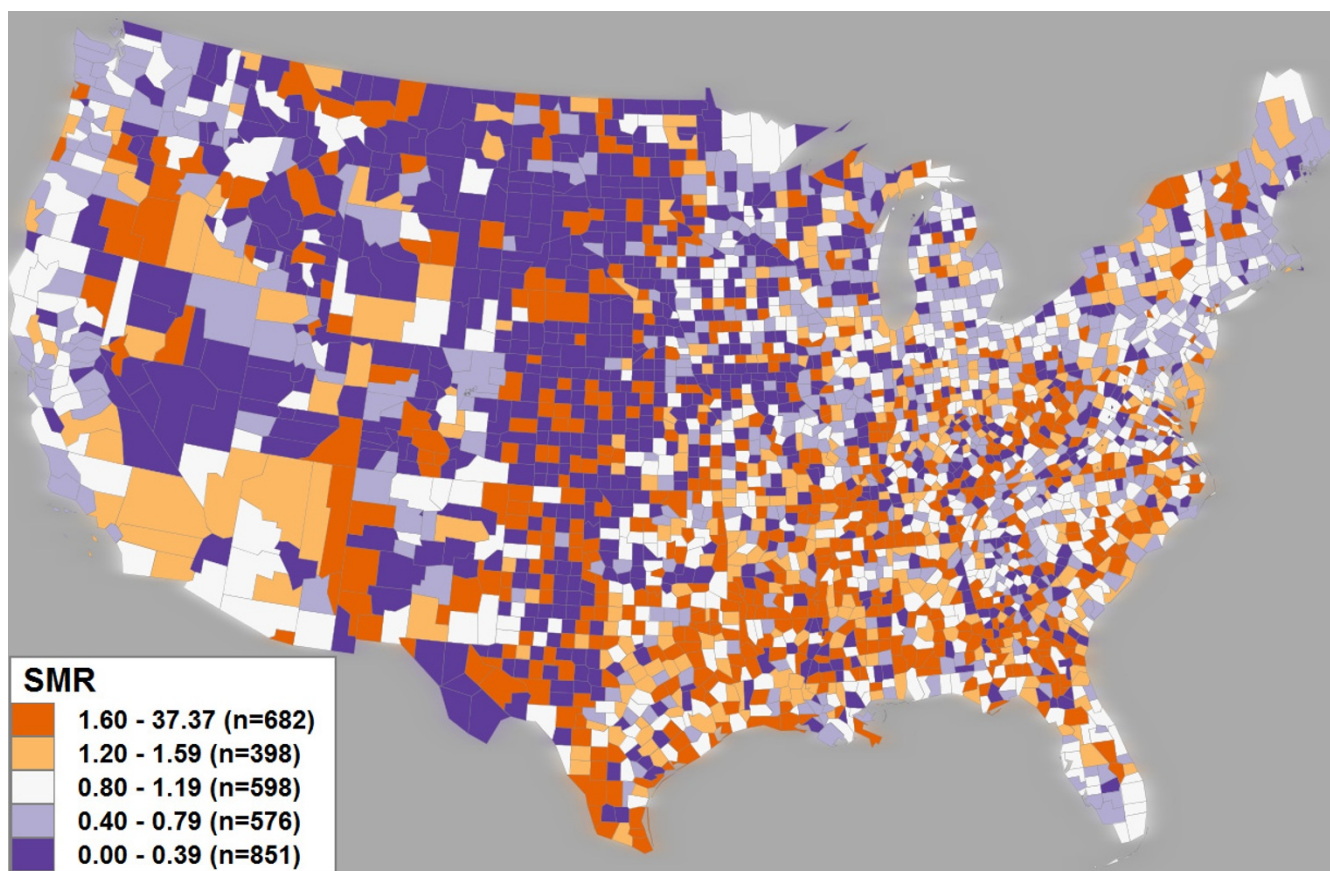 SMR
1.60 - 37.37 (n=682)
1.20 - 1.59 (n=398)
0.80 - 1.19 (n=598)
0.40 - 0.79 (n=576)
0.00 - 0.39 (n=851)